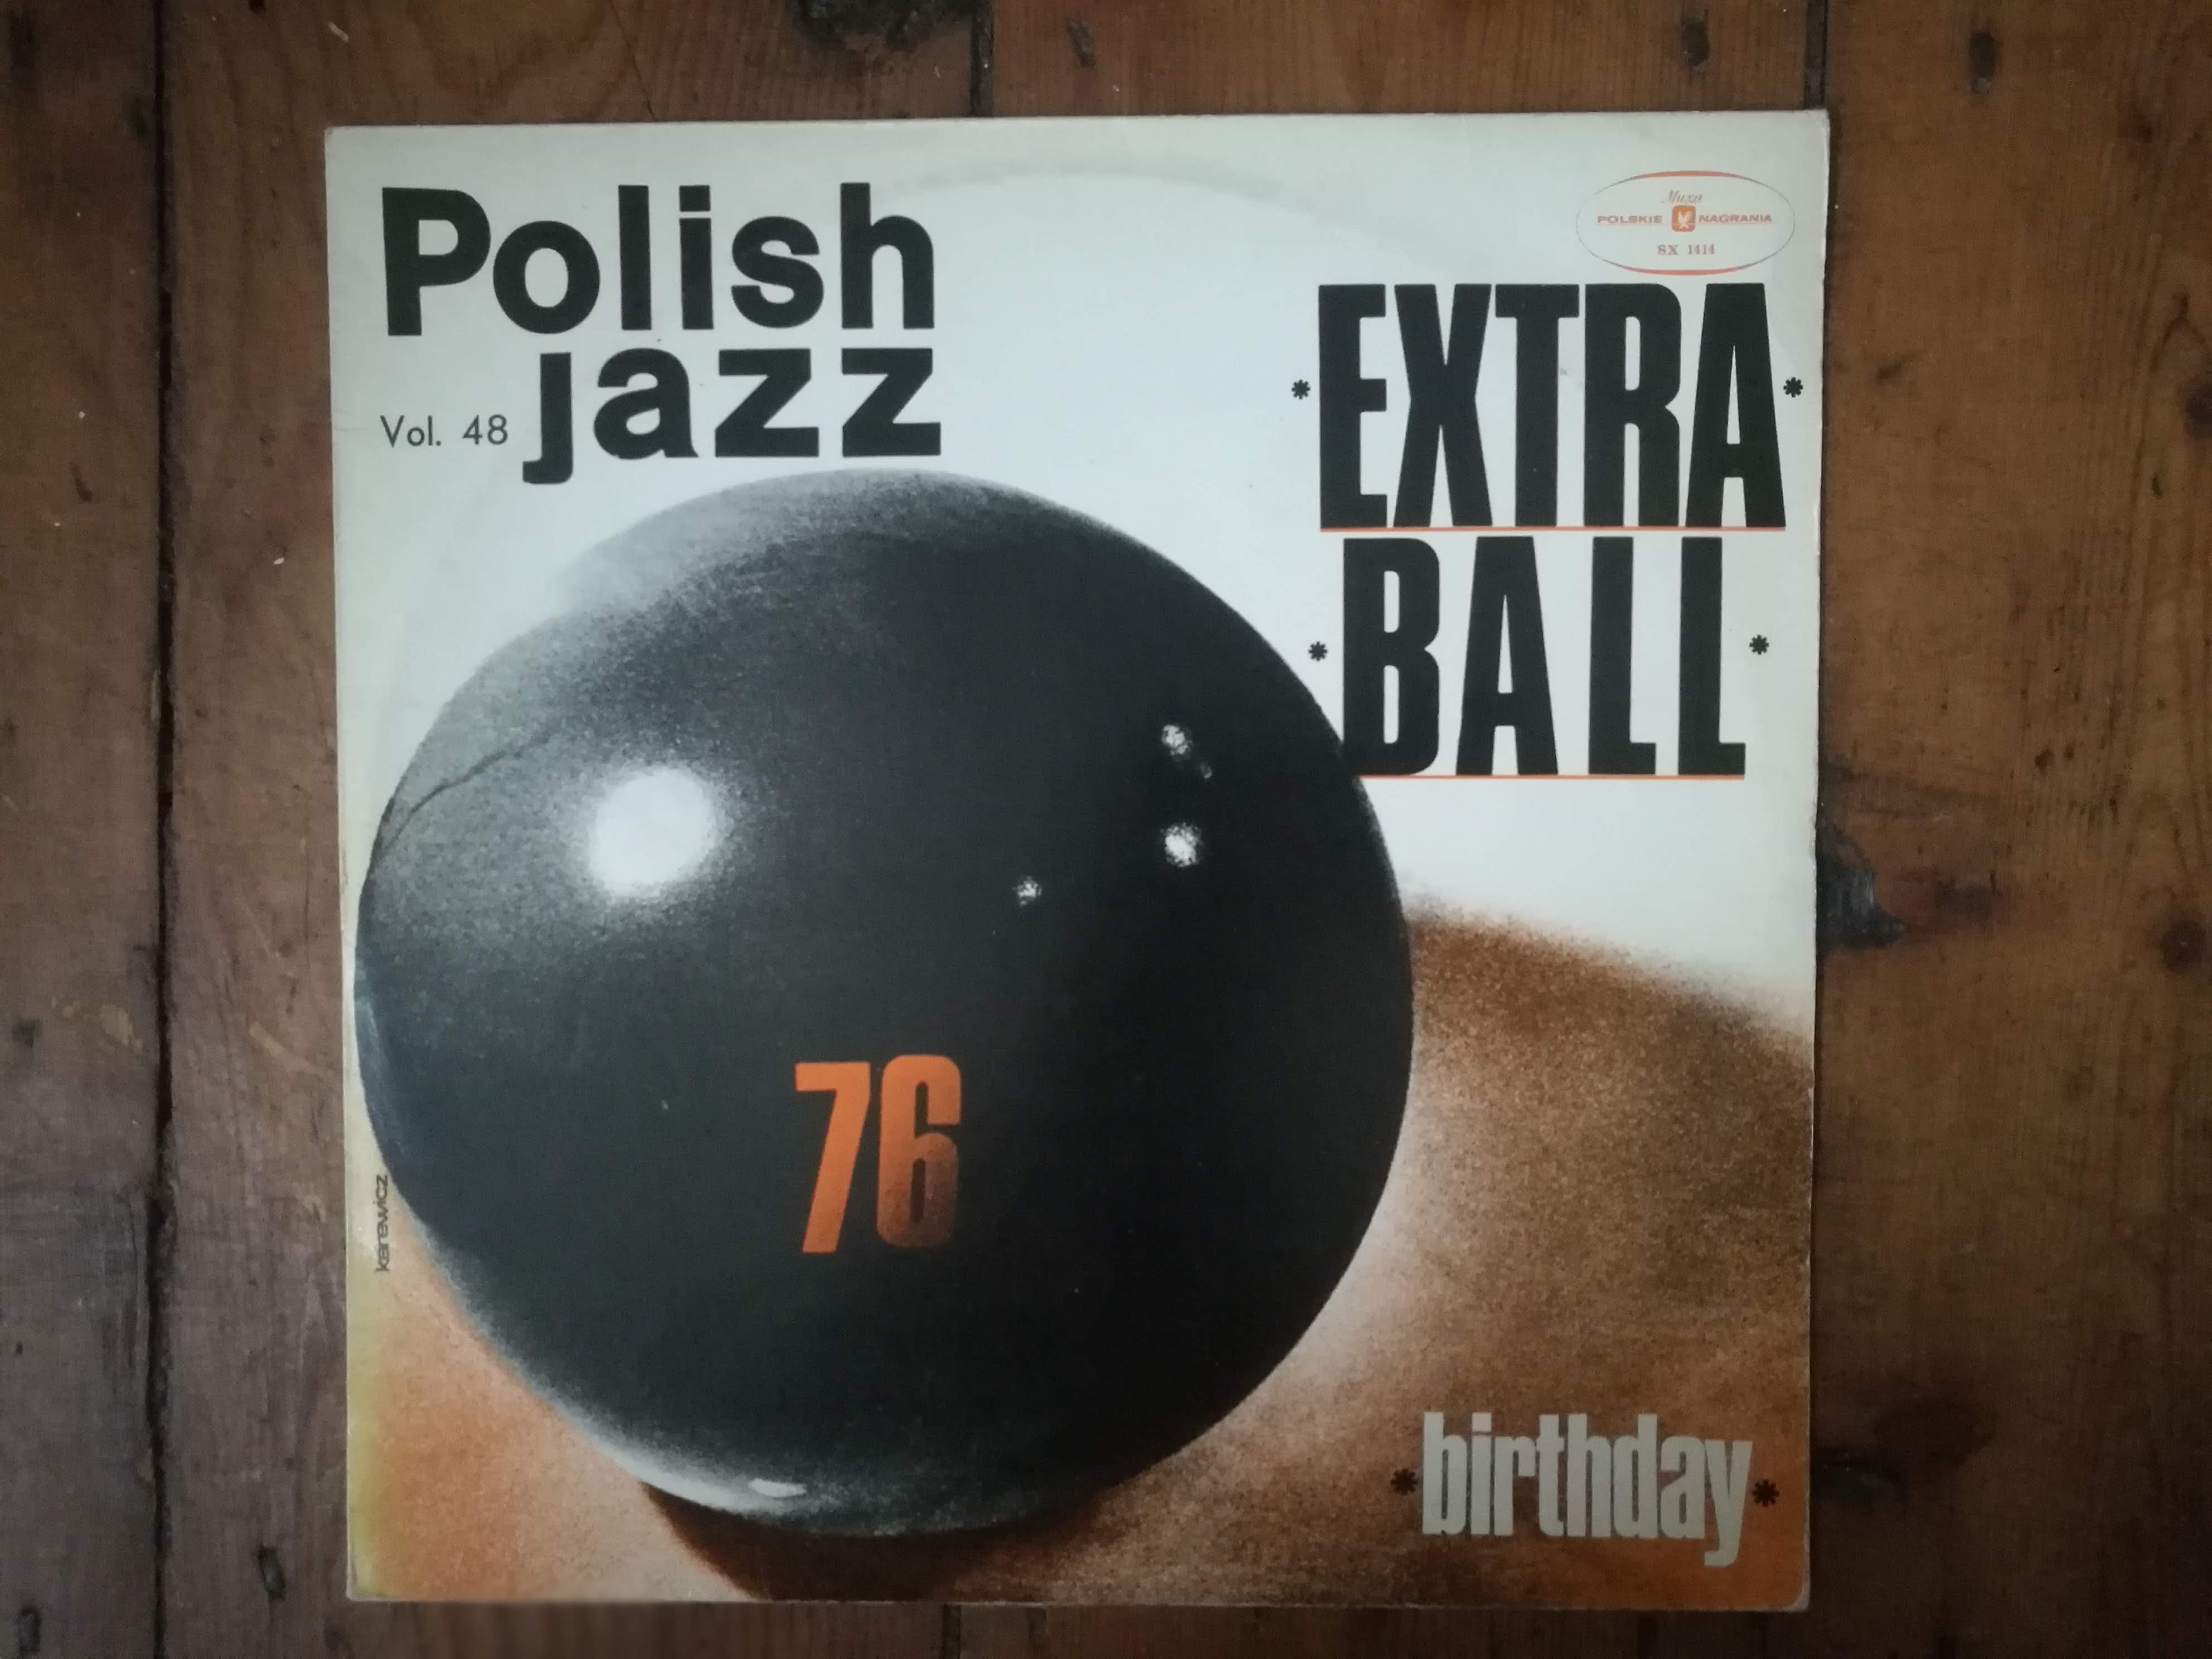 Polish
jazz
Vol. 48
Muza
POLSKIE NAGRANIA
SX 1414
* EXTRA *
* BALL *
76
karewicz
* birthday *